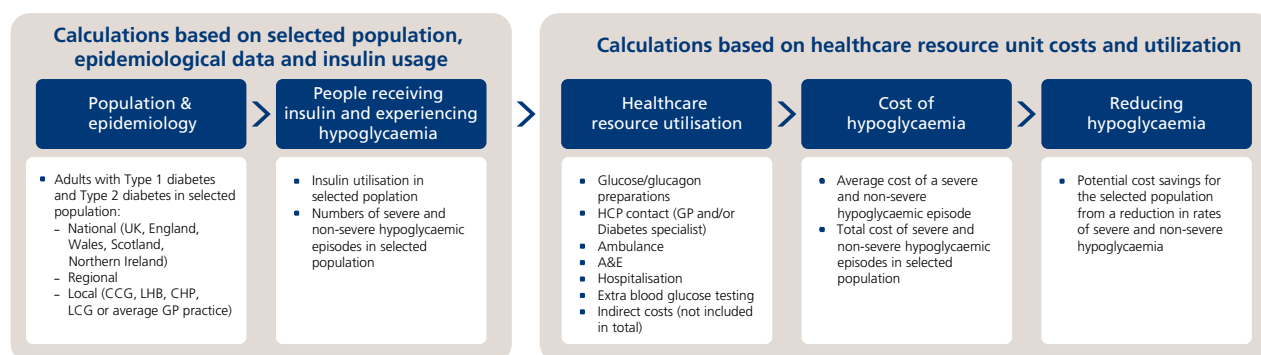 Calculations based on selected population,
epidemiological data and insulin usage
Calculations based on healthcare resource unit costs and utilization
Population &
epidemiology
People receiving
insulin and experiencing
hypoglycaemia
Healthcare
resource utilisation
Cost of
hypoglycaemia
Reducing
hypoglycaemia
▪ Adults with Type 1 diabetes
and Type 2 diabetes in selected
population:
– National (UK, England,
Wales, Scotland,
Northern Ireland)
– Regional
– Local (CCG, LHB, CHP,
LCG or average GP practice)
▪ Insulin utilisation in
selected poplation
▪ Numbers of severe and
non-severe hypoglycaemic
episodes in selected
population
▪ Glucose/glucagon
preparations
▪ HCP contact (GP and/or
Diabetes specialist)
▪ Ambulance
▪ A&E
▪ Hospitalisation
▪ Extra blood glucose testing
▪ Indirect costs (not included
in total)
▪ Average cost of a severe
and non-severe
hypoglycaemic episode
▪ Total cost of severe and
non-severe hypoglycaemic
episodes in selected
population
▪ Potential cost savings for
the selected population
from a reduction in rates
of severe and non-severe
hypoglycaemia